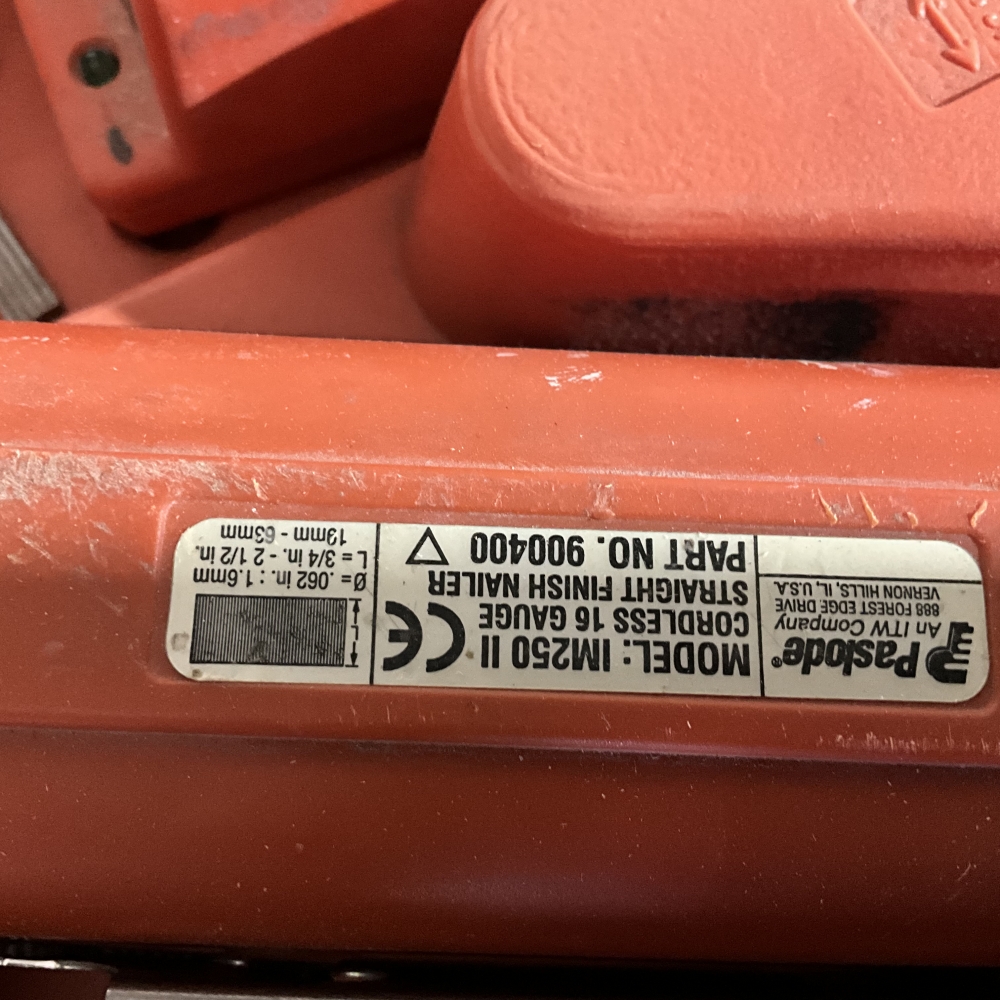 Paslode®
An ITW Company
888 FOREST EDGE DRIVE
VERNON HILLS, IL, U.S.A.
MODEL: IM250 II
CORDLESS 16 GAUGE
STRAIGHT FINISH NAILER
PART NO. 900400
CE
L
Ø = .062 in : 1.6mm
L = 3/4 in. - 2 1/2 in.
19mm - 63mm